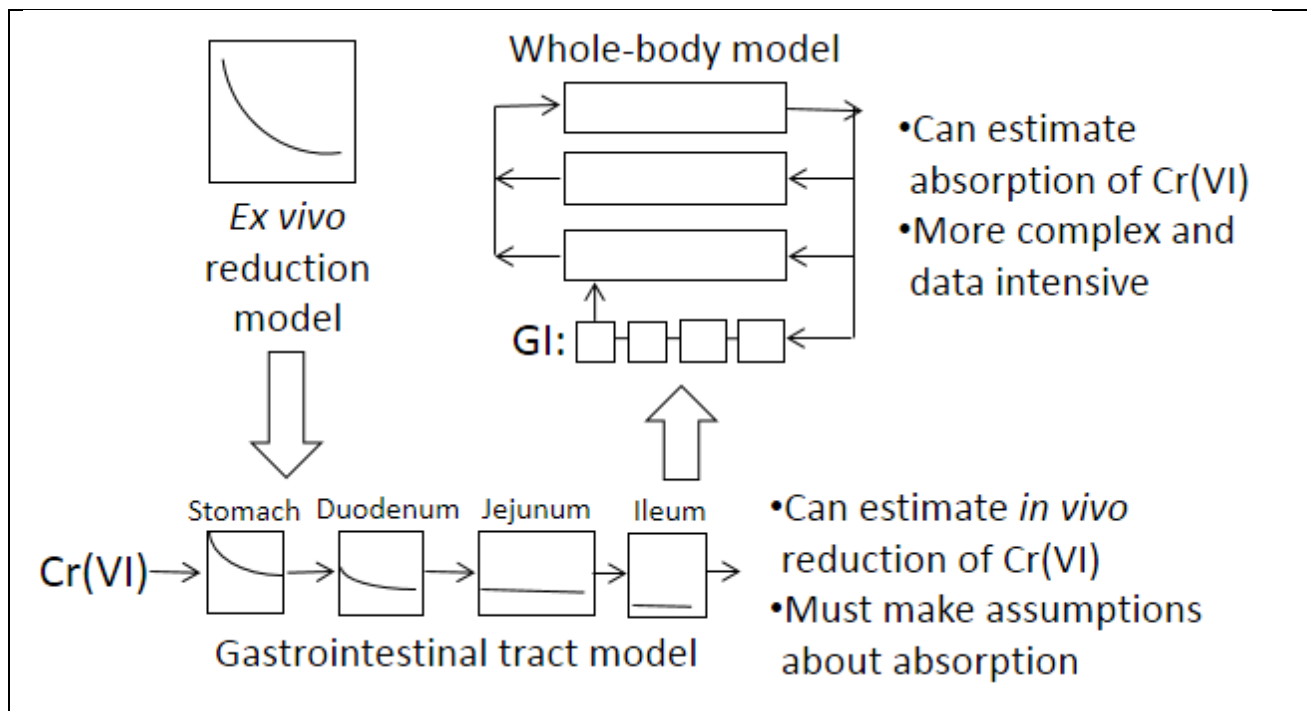 Whole-body model
Ex vivo
reduction
model
•Can estimate
absorption of Cr(VI)
•More complex and
data intensive
GI:
Stomach Duodenum Jejunum Ileum
Cr(VI)
Gastrointestinal tract model
•Can estimate in vivo
reduction of Cr(VI)
•Must make assumptions
about absorption